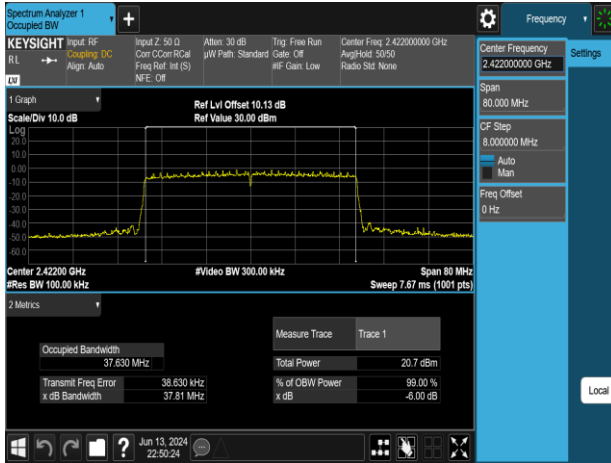 Spectrum Analyzer 1
Occupied BW
Frequency
KEYSIGHT
Input: RF
Coupling: DC
Align: Auto
Input Z: 50 Ω
Corr CCorr RCal
Freq Ref: Int (S)
NFE: Off
Atten: 30 dB
µW Path: Standard
Trig: Free Run
Gate: Off
#IF Gain: Low
Center Freq: 2.422000000 GHz
Avg|Hold: 50/50
Radio Std: None
RL
LXI
Center Frequency
2.422000000 GHz
Settings
Span
80.000 MHz
CF Step
8.000000 MHz
Auto
Man
Freq Offset
0 Hz
Local
1 Graph
Scale/Div 10.0 dB
Ref Lvl Offset 10.13 dB
Ref Value 30.00 dBm
Log
20.0
10.0
0.00
-10.0
-20.0
-30.0
-40.0
-50.0
-60.0
Center 2.42200 GHz
#Video BW 300.00 kHz
Span 80 MHz
#Res BW 100.00 kHz
Sweep 7.67 ms (1001 pts)
2 Metrics
Measure Trace
Trace 1
Occupied Bandwidth
37.630 MHz
Total Power
20.7 dBm
Transmit Freq Error
38.630 kHz
% of OBW Power
99.00 %
x dB Bandwidth
37.81 MHz
x dB
-6.00 dB
?
Jun 13, 2024
22:50:24